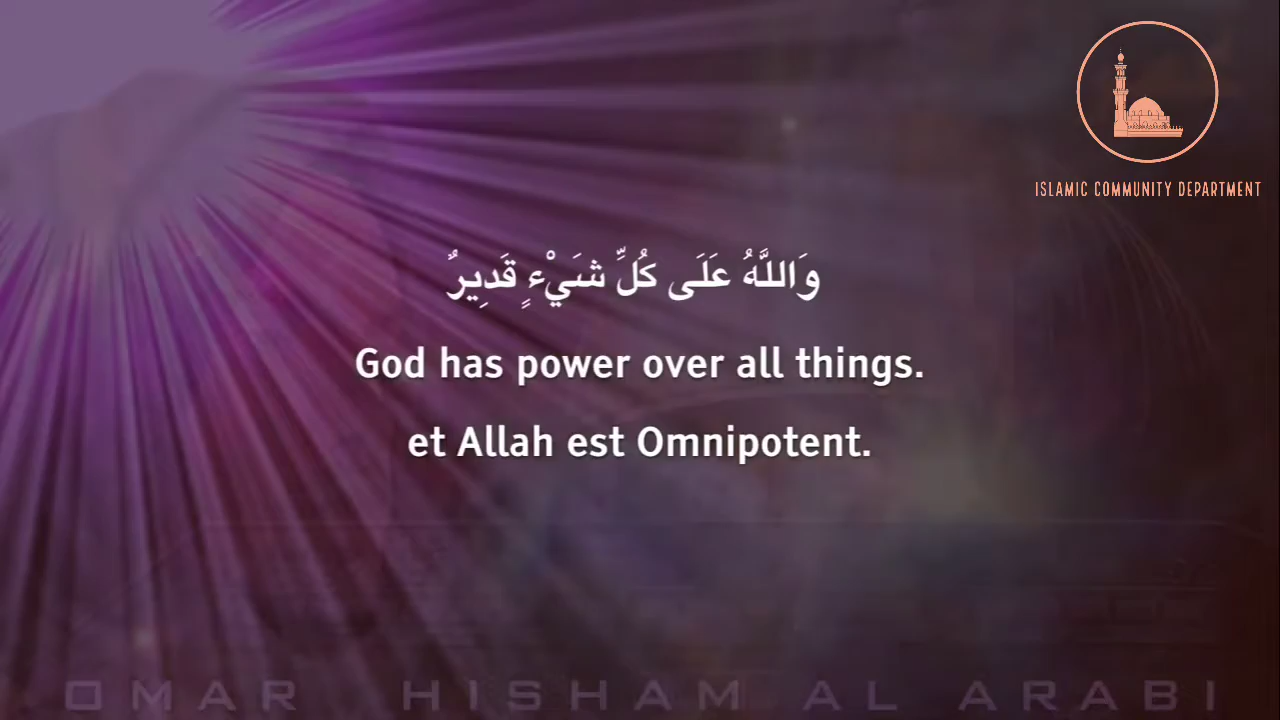 ISLAMIC COMMUNITY DEPARTMENT
وَاللَّهُ عَلَى كُلِّ شَيْءٍ قَدِيرٌ
God has power over all things.
et Allah est Omnipotent.
OMAR HISHAM AL ARABI